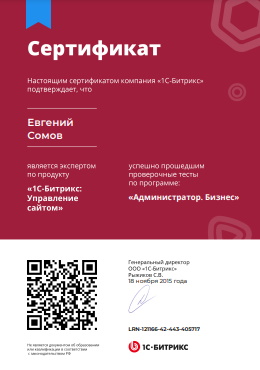 Сертификат
Настоящим сертификатом компания «1С-Битрикс»
подтверждает, что
Евгений
Сомов
является экспертом
по продукту
«1С-Битрикс:
Управление
сайтом»
успешно прошедшим
проверочные тесты
по программе:
«Администратор. Бизнес»
Генеральный директор
ООО «1С-Битрикс»
Рыжиков С.В.
18 ноября 2015 года
LRN-121166-42-443-405717
Не является документом об образовании
или квалификации в соответствии
с законодательством РФ
1С-БИТРИКС